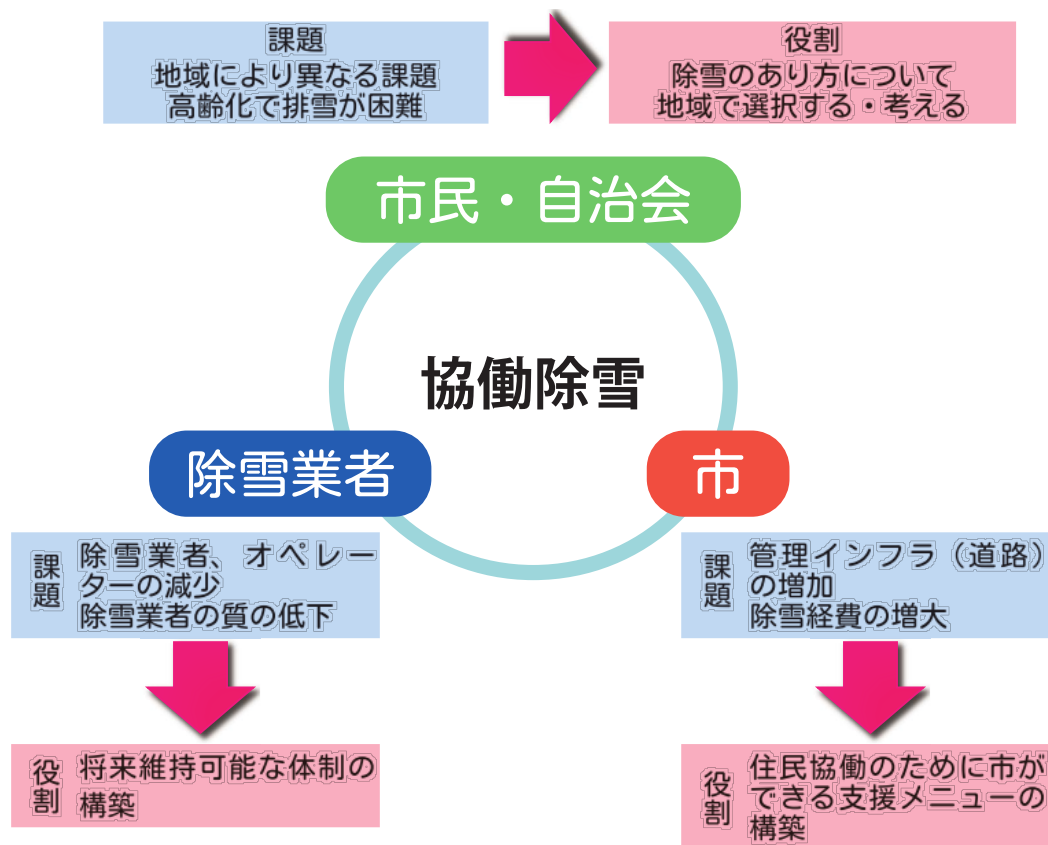 課題
地域により異なる課題
高齢化で排雪が困難
役割
除雪のあり方について
地域で選択する・考える
市民・自治会
協働除雪
除雪業者
市
課題
除雪業者、オペレー
ターの減少
除雪業者の質の低下
課題
管理インフラ（道路）
の増加
除雪経費の増大
役割
将来維持可能な体制の
構築
役割
住民協働のために市が
できる支援メニューの
構築